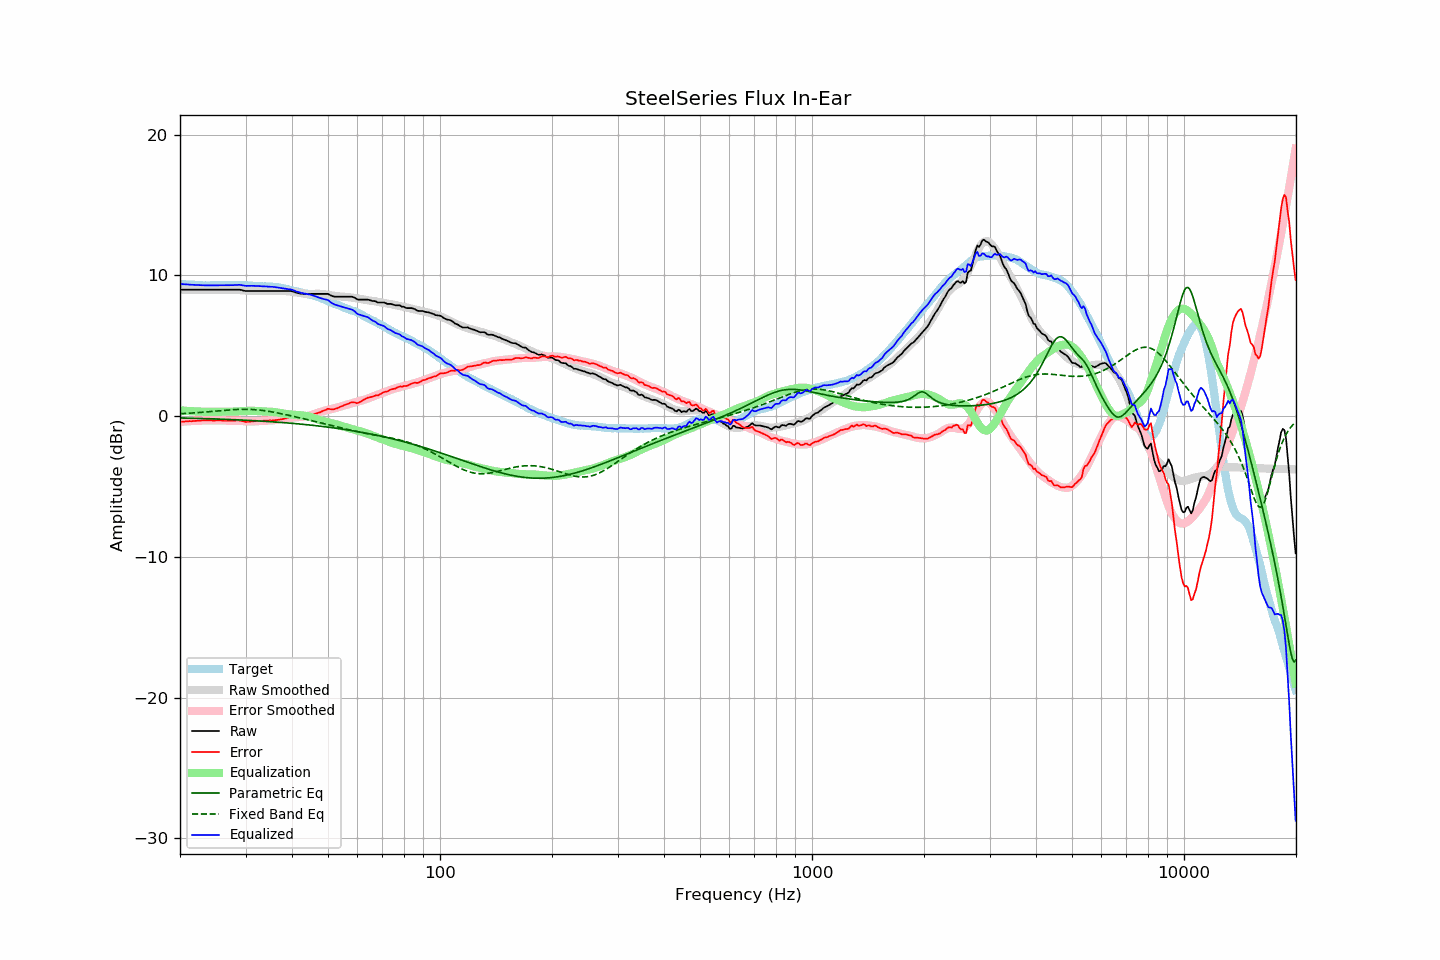 SteelSeries Flux In-Ear
20
10
0
−10
−20
−30
Amplitude (dBr)
Target
Raw Smoothed
Error Smoothed
Raw
Error
Equalization
Parametric Eq
Fixed Band Eq
Equalized
100
1000
10000
Frequency (Hz)